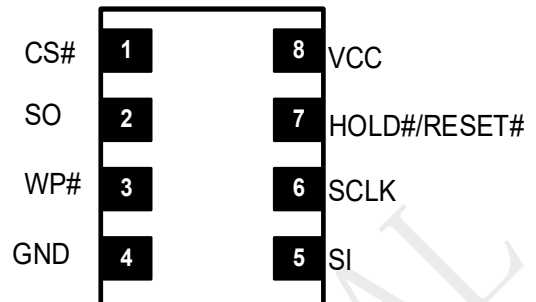 CS# 1 8 VCC
SO 2 7 HOLD#/RESET#
WP# 3 6 SCLK
GND 4 5 SI